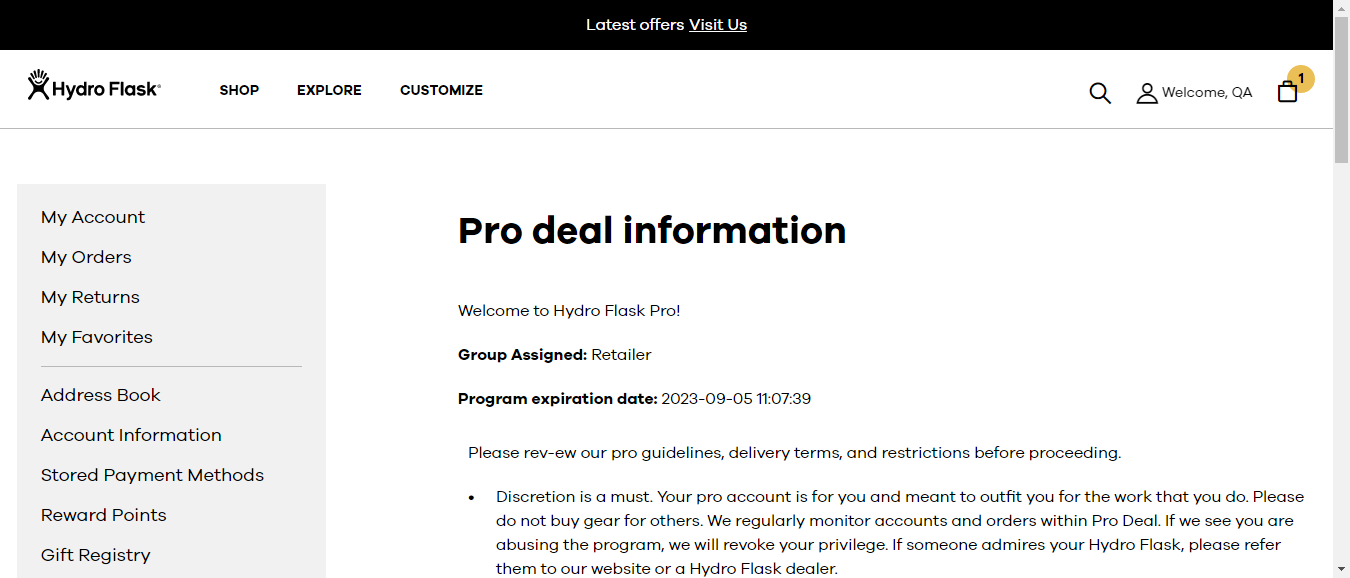 Latest offers Visit Us
Hydro Flask®
SHOP
EXPLORE
CUSTOMIZE
Welcome, QA
1
My Account
My Orders
My Returns
My Favorites
Address Book
Account Information
Stored Payment Methods
Reward Points
Gift Registry
Pro deal information
Welcome to Hydro Flask Pro!
Group Assigned: Retailer
Program expiration date: 2023-09-05 11:07:39
Please rev-ew our pro guidelines, delivery terms, and restrictions before proceeding.
• Discretion is a must. Your pro account is for you and meant to outfit you for the work that you do. Please
do not buy gear for others. We regularly monitor accounts and orders within Pro Deal. If we see you are
abusing the program, we will revoke your privilege. If someone admires your Hydro Flask, please refer
them to our website or a Hydro Flask dealer.